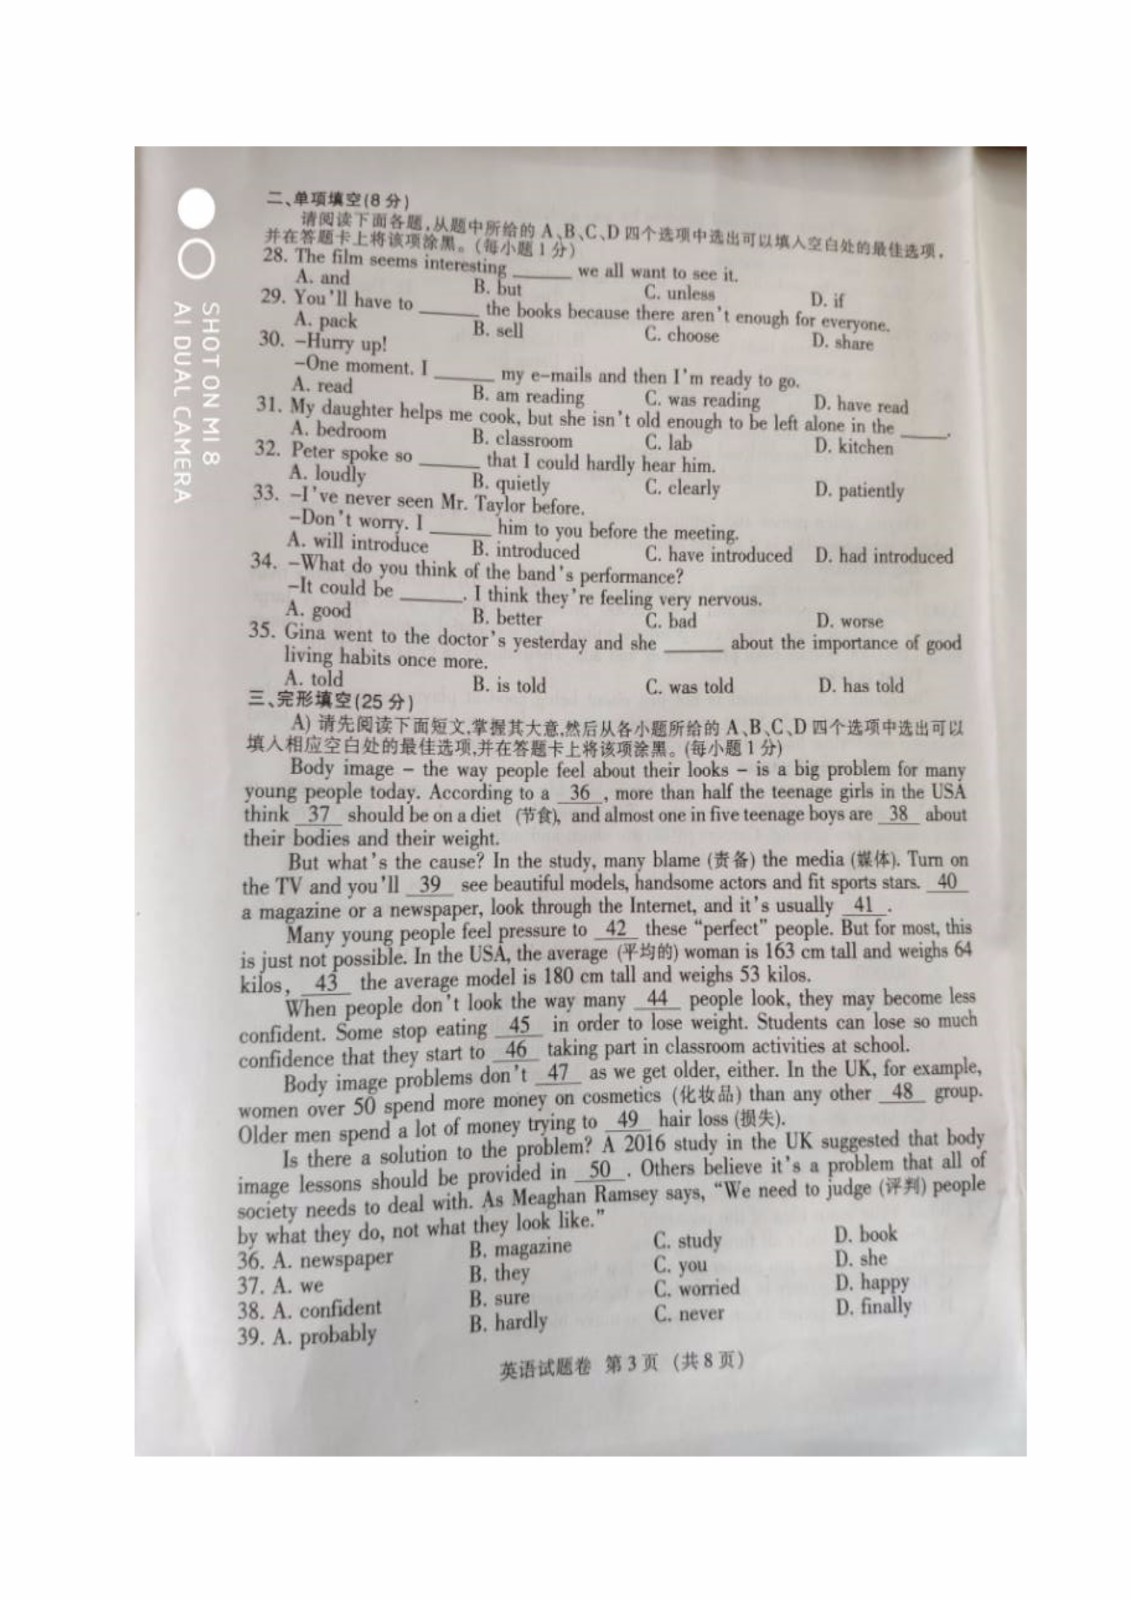 二、单项填空(8 分)
请阅读下面各题,从题中所给的 A、B、C、D 四个选项中选出可以填入空白处的最佳选项,
并在答题卡上将该项涂黑。(每小题 1 分)
28. The film seems interesting ______ we all want to see it.
A. and B. but C. unless D. if
29. You'll have to ______ the books because there aren't enough for everyone.
A. pack B. sell C. choose D. share
30. –Hurry up!
–One moment. I ______ my e–mails and then I'm ready to go.
A. read B. am reading C. was reading D. have read
31. My daughter helps me cook, but she isn't old enough to be left alone in the ______.
A. bedroom B. classroom C. lab D. kitchen
32. Peter spoke so ______ that I could hardly hear him.
A. loudly B. quietly C. clearly D. patiently
33. –I've never seen Mr. Taylor before.
–Don't worry. I ______ him to you before the meeting.
A. will introduce B. introduced C. have introduced D. had introduced
34. –What do you think of the band's performance?
–It could be ______. I think they're feeling very nervous.
A. good B. better C. bad D. worse
35. Gina went to the doctor's yesterday and she ______ about the importance of good
living habits once more.
A. told B. is told C. was told D. has told
三、完形填空(25 分)
A) 请先阅读下面短文,掌握其大意,然后从各小题所给的 A、B、C、D 四个选项中选出可以
填入相应空白处的最佳选项,并在答题卡上将该项涂黑。(每小题 1 分)
Body image – the way people feel about their looks – is a big problem for many
young people today. According to a 36 , more than half the teenage girls in the USA
think 37 should be on a diet (节食), and almost one in five teenage boys are 38 about
their bodies and their weight.
But what's the cause? In the study, many blame (责备) the media (媒体). Turn on
the TV and you'll 39 see beautiful models, handsome actors and fit sports stars. 40
a magazine or a newspaper, look through the Internet, and it's usually 41 .
Many young people feel pressure to 42 these "perfect" people. But for most, this
is just not possible. In the USA, the average (平均的) woman is 163 cm tall and weighs 64
kilos, 43 the average model is 180 cm tall and weighs 53 kilos.
When people don't look the way many 44 people look, they may become less
confident. Some stop eating 45 in order to lose weight. Students can lose so much
confidence that they start to 46 taking part in classroom activities at school.
Body image problems don't 47 as we get older, either. In the UK, for example,
women over 50 spend more money on cosmetics (化妆品) than any other 48 group.
Older men spend a lot of money trying to 49 hair loss (损失).
Is there a solution to the problem? A 2016 study in the UK suggested that body
image lessons should be provided in 50 . Others believe it's a problem that all of
society needs to deal with. As Meaghan Ramsey says, "We need to judge (评判) people
by what they do, not what they look like."
36. A. newspaper B. magazine C. study D. book
37. A. we B. they C. you D. she
38. A. confident B. sure C. worried D. happy
39. A. probably B. hardly C. never D. finally
英语试题卷 第 3 页 (共 8 页)
SHOT ON MI 8
AI DUAL CAMERA